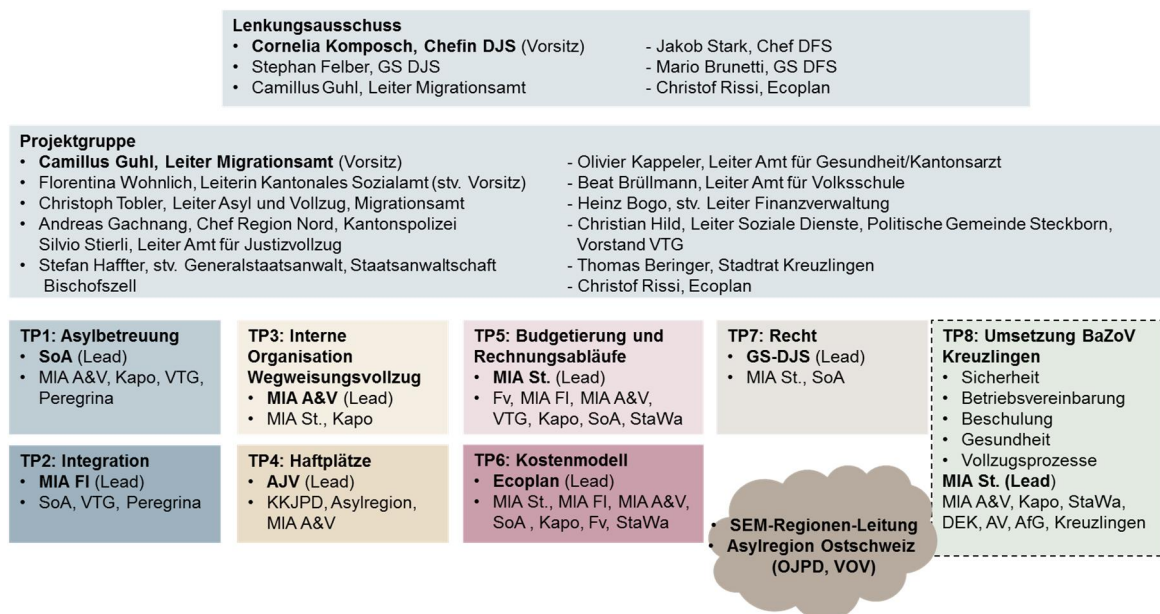 Lenkungsausschuss
• Cornelia Komposch, Chefin DJS (Vorsitz)
• Stephan Felber, GS DJS
• Camillus Guhl, Leiter Migrationsamt
- Jakob Stark, Chef DFS
- Mario Brunetti, GS DFS
- Christof Rissi, Ecoplan
Projektgruppe
• Camillus Guhl, Leiter Migrationsamt (Vorsitz)
• Florentina Wohnlich, Leiterin Kantonales Sozialamt (stv. Vorsitz)
• Christoph Tobler, Leiter Asyl und Vollzug, Migrationsamt
• Andreas Gachnang, Chef Region Nord, Kantonspolizei
Silvio Stierli, Leiter Amt für Justizvollzug
• Stefan Haffter, stv. Generalstaatsanwalt, Staatsanwaltschaft
Bischofszell
- Olivier Kappeler, Leiter Amt für Gesundheit/Kantonsarzt
- Beat Brüllmann, Leiter Amt für Volksschule
- Heinz Bogo, stv. Leiter Finanzverwaltung
- Christian Hild, Leiter Soziale Dienste, Politische Gemeinde Steckborn,
Vorstand VTG
- Thomas Beringer, Stadtrat Kreuzlingen
- Christof Rissi, Ecoplan
TP1: Asylbetreuung
• SoA (Lead)
• MIA A&V, Kapo, VTG,
Peregrina
TP2: Integration
• MIA FI (Lead)
• SoA, VTG, Peregrina
TP3: Interne
Organisation
Wegweisungsvollzug
• MIA A&V (Lead)
• MIA St., Kapo
TP4: Haftplätze
• AJV (Lead)
• KKJPD, Asylregion,
MIA A&V
TP5: Budgetierung und
Rechnungsabläufe
• MIA St. (Lead)
• Fv, MIA FI, MIA A&V,
VTG, Kapo, SoA, StaWa
TP6: Kostenmodell
• Ecoplan (Lead)
• MIA St., MIA FI, MIA A&V,
SoA , Kapo, Fv, StaWa
TP7: Recht
• GS-DJS (Lead)
• MIA St., SoA
• SEM-Regionen-Leitung
• Asylregion Ostschweiz
(OJPD, VOV)
TP8: Umsetzung BaZoV
Kreuzlingen
• Sicherheit
• Betriebsvereinbarung
• Beschulung
• Gesundheit
• Vollzugsprozesse
MIA St. (Lead)
MIA A&V, Kapo, StaWa,
DEK, AV, AfG, Kreuzlingen